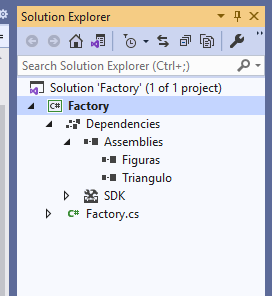 Solution Explorer
Search Solution Explorer (Ctrl+;)
Solution 'Factory' (1 of 1 project)
C# Factory
Dependencies
Assemblies
Figuras
Triangulo
SDK
C# Factory.cs